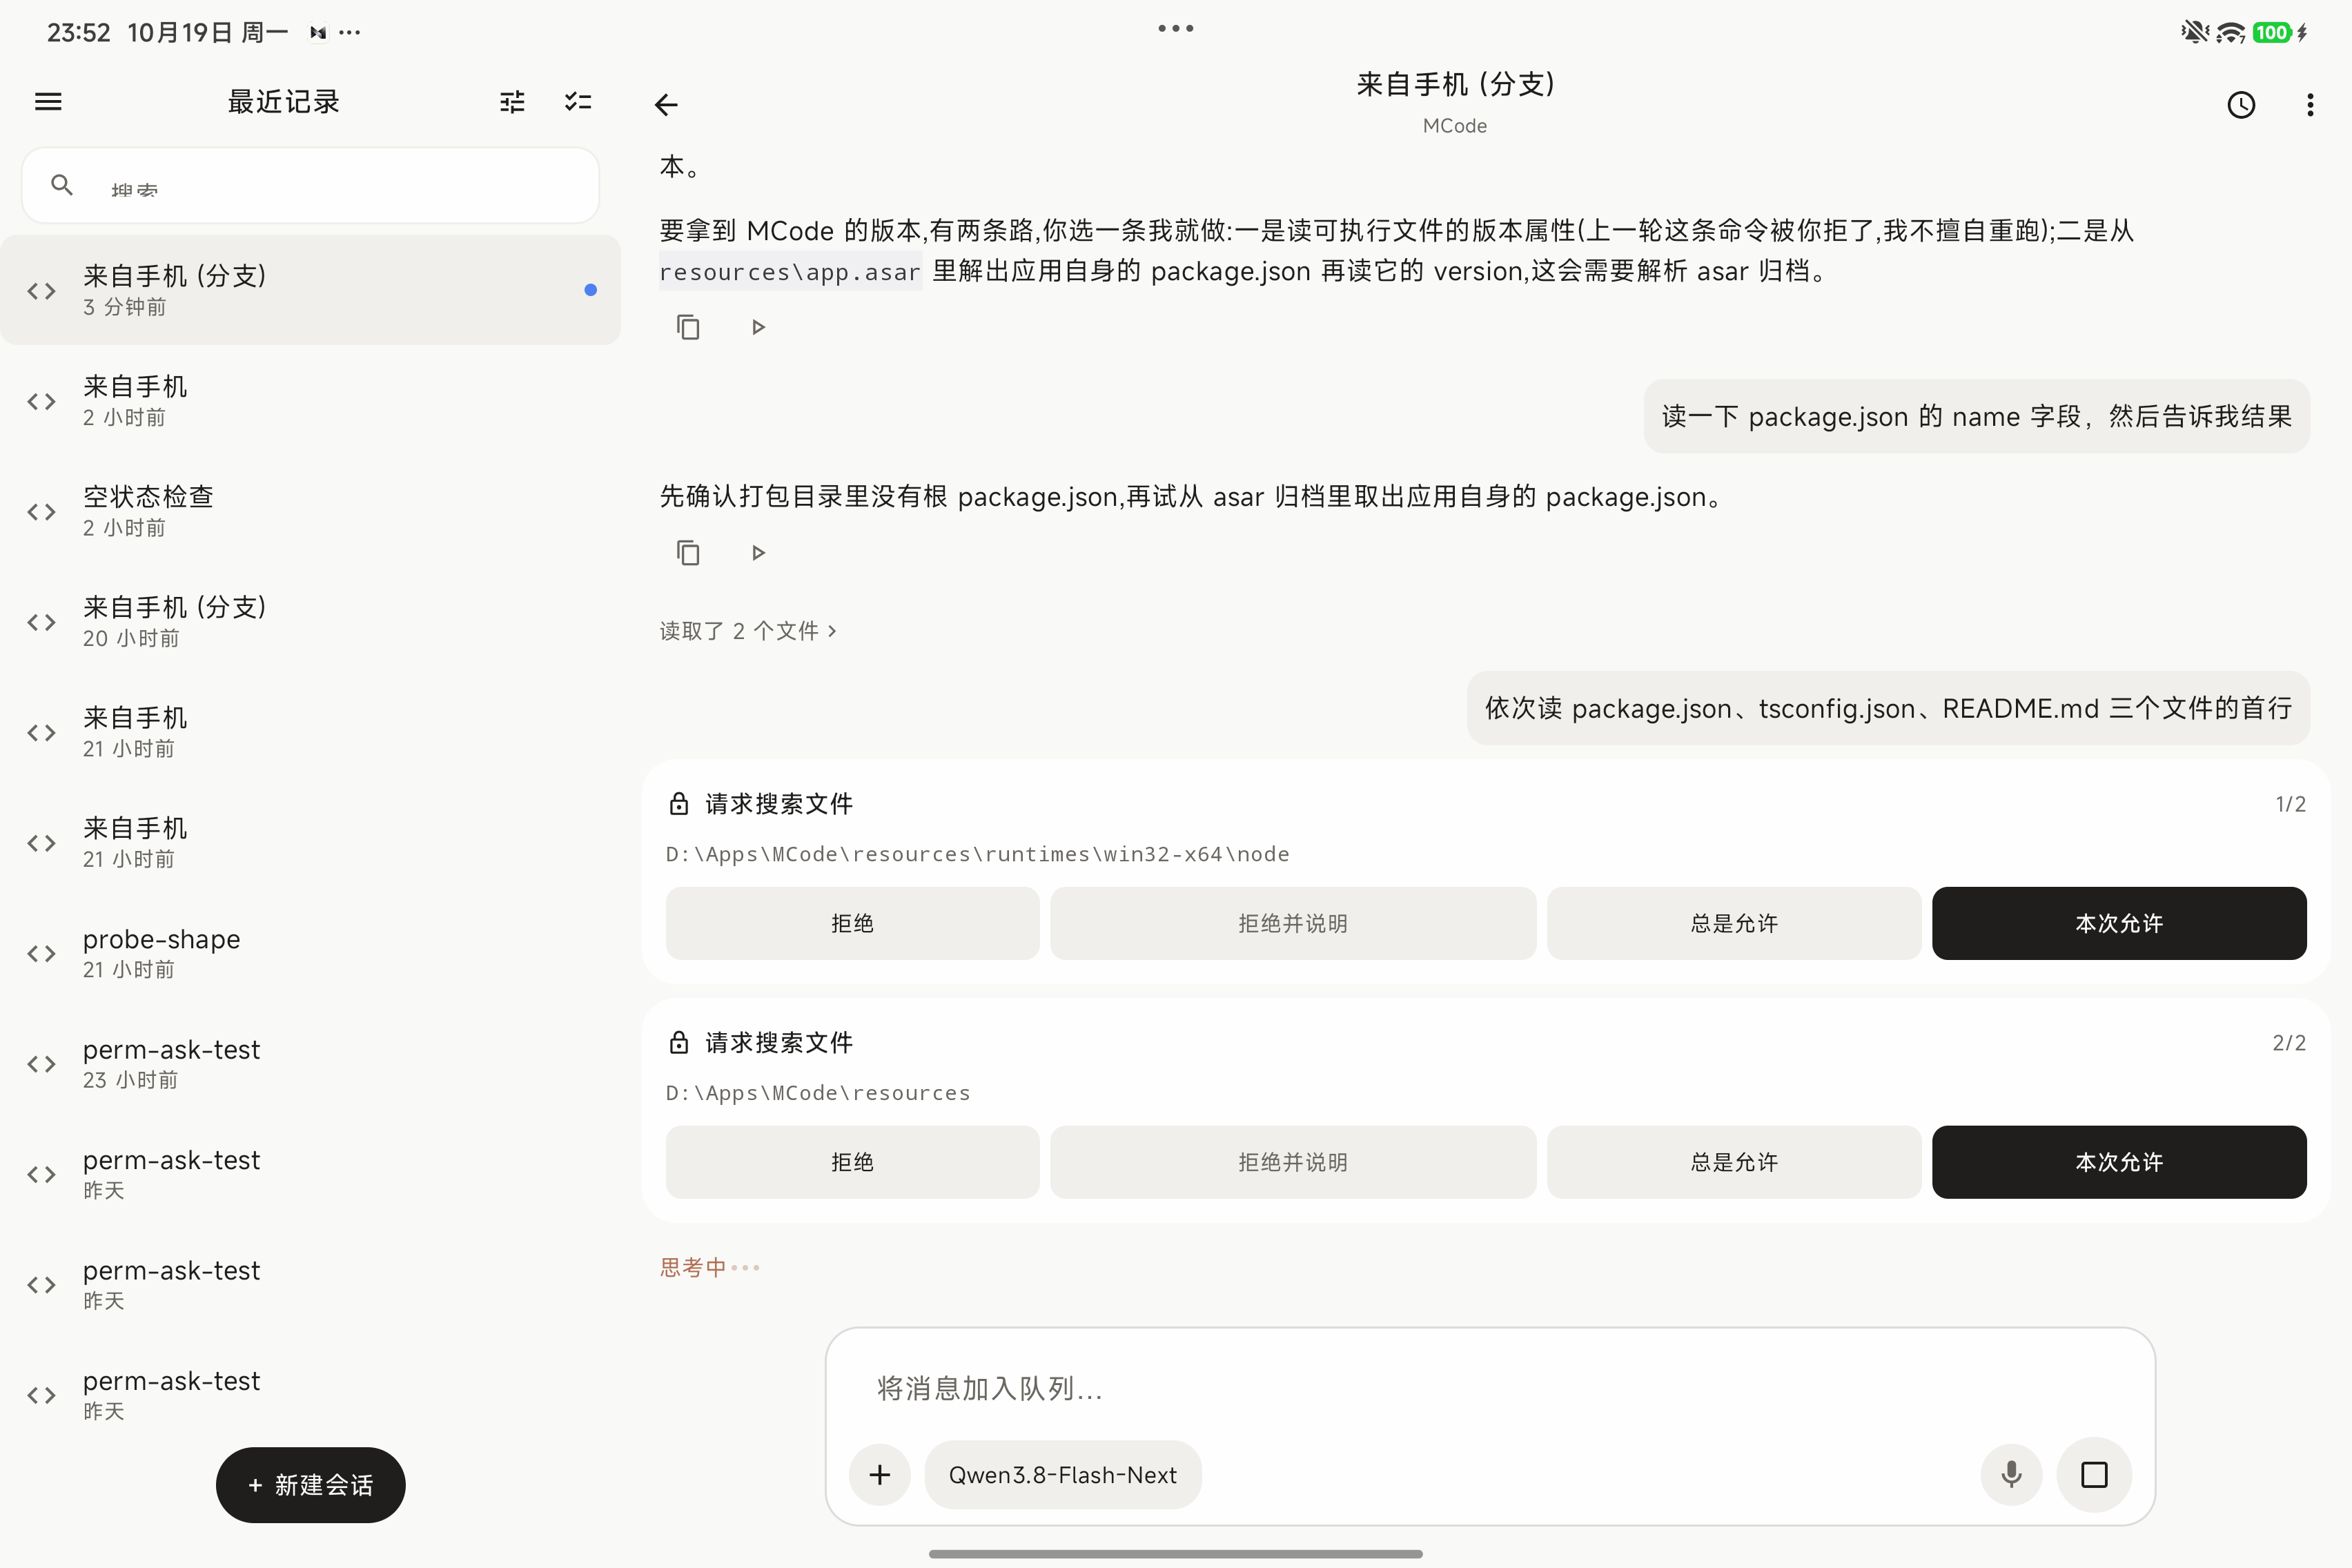 23:52 10月19日 周一
100
最近记录
搜索
来自手机 (分支)
3 分钟前
来自手机
2 小时前
空状态检查
2 小时前
来自手机 (分支)
20 小时前
来自手机
21 小时前
来自手机
21 小时前
probe-shape
21 小时前
perm-ask-test
23 小时前
perm-ask-test
昨天
perm-ask-test
昨天
perm-ask-test
昨天
+ 新建会话
来自手机 (分支)
MCode
本。
要拿到 MCode 的版本,有两条路,你选一条我就做:一是读可执行文件的版本属性(上一轮这条命令被你拒了,我不擅自重跑);二是从
resources\app.asar 里解出应用自身的 package.json 再读它的 version,这会需要解析 asar 归档。
读一下 package.json 的 name 字段，然后告诉我结果
先确认打包目录里没有根 package.json,再试从 asar 归档里取出应用自身的 package.json。
读取了 2 个文件
依次读 package.json、tsconfig.json、README.md 三个文件的首行
请求搜索文件 1/2
D:\Apps\MCode\resources\runtimes\win32-x64\node
拒绝 拒绝并说明 总是允许 本次允许
请求搜索文件 2/2
D:\Apps\MCode\resources
拒绝 拒绝并说明 总是允许 本次允许
思考中
将消息加入队列...
Qwen3.8-Flash-Next